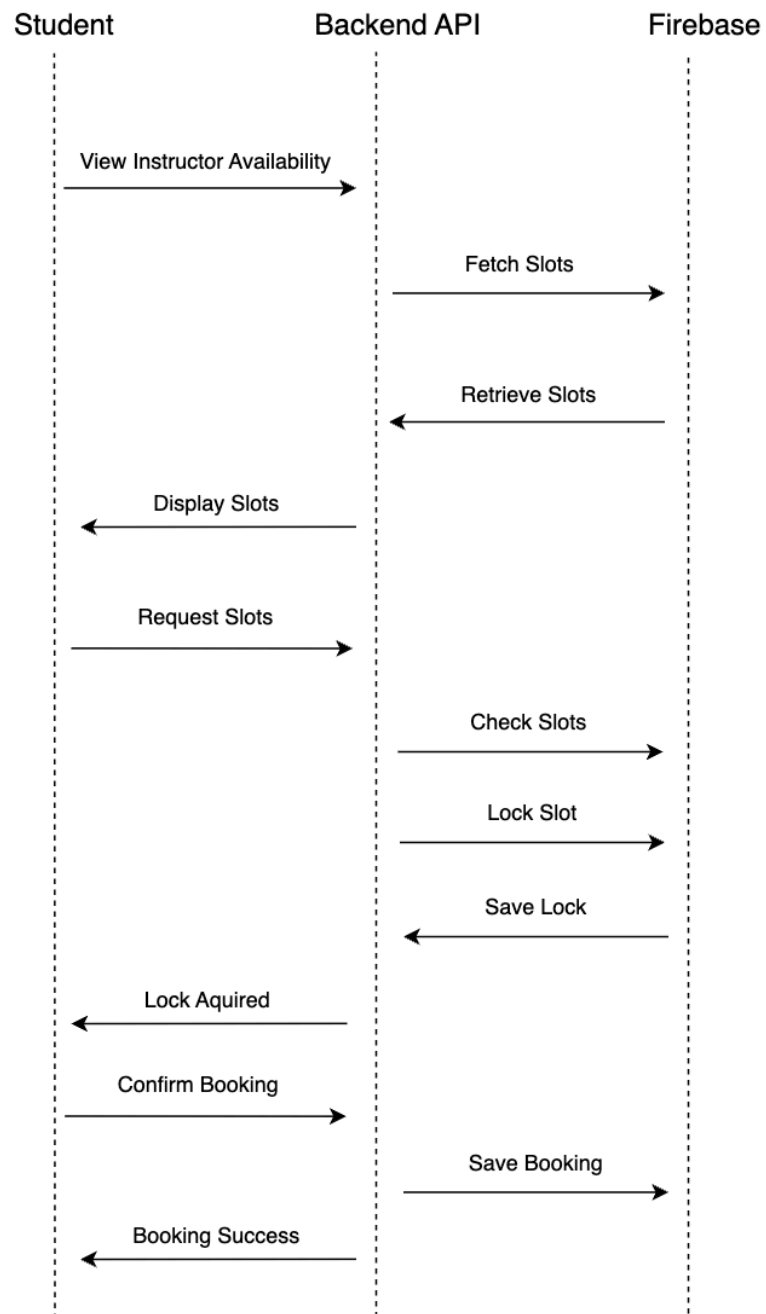 Student Backend API Firebase
View Instructor Availability
Fetch Slots
Retrieve Slots
Display Slots
Request Slots
Check Slots
Lock Slot
Save Lock
Lock Aquired
Confirm Booking
Save Booking
Booking Success